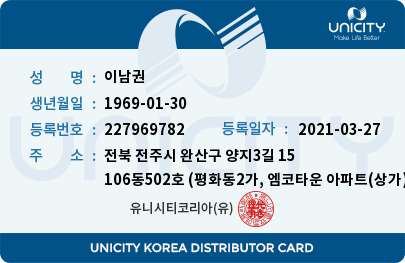 UNICITY
Make Life Better
성 명 : 이남권
생년월일 : 1969-01-30
등록번호 : 227969782 등록일자 : 2021-03-27
주 소 : 전북 전주시 완산구 양지3길 15
106동502호 (평화동2가, 엠코타운 아파트(상가)
유니시티코리아(유)
UNICITY
UNICITY KOREA DISTRIBUTOR CARD